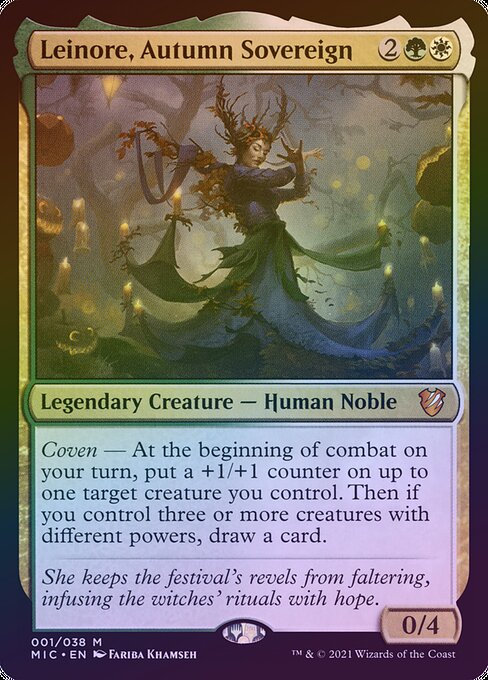 Leinore, Autumn Sovereign 2
Legendary Creature — Human Noble
Coven — At the beginning of combat on
your turn, put a +1/+1 counter on up to
one target creature you control. Then if
you control three or more creatures with
different powers, draw a card.
She keeps the festival's revels from faltering,
infusing the witches' rituals with hope.
0/4
001/038 M
MIC • EN Fariba Khamseh
™ & © 2021 Wizards of the Coast